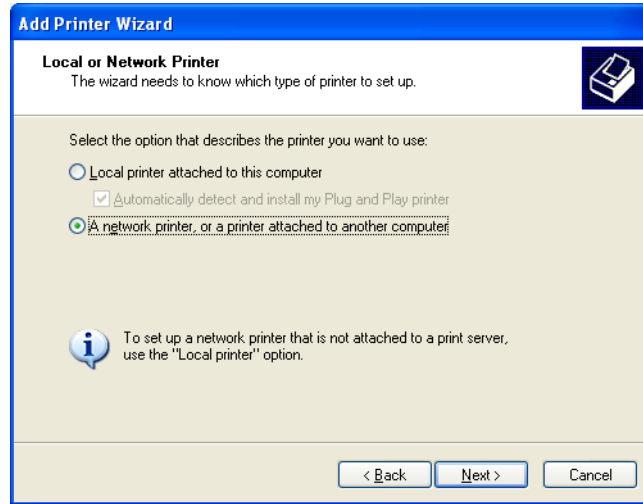 Add Printer Wizard
Local or Network Printer
The wizard needs to know which type of printer to set up.
Select the option that describes the printer you want to use:
Local printer attached to this computer
Automatically detect and install my Plug and Play printer
A network printer, or a printer attached to another computer
To set up a network printer that is not attached to a print server,
use the "Local printer" option.
< Back
Next >
Cancel